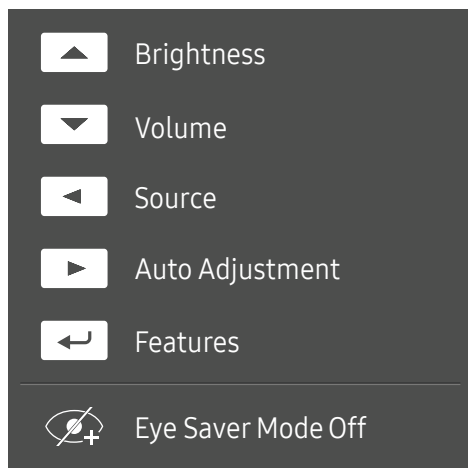 Brightness
Volume
Source
Auto Adjustment
Features
Eye Saver Mode Off